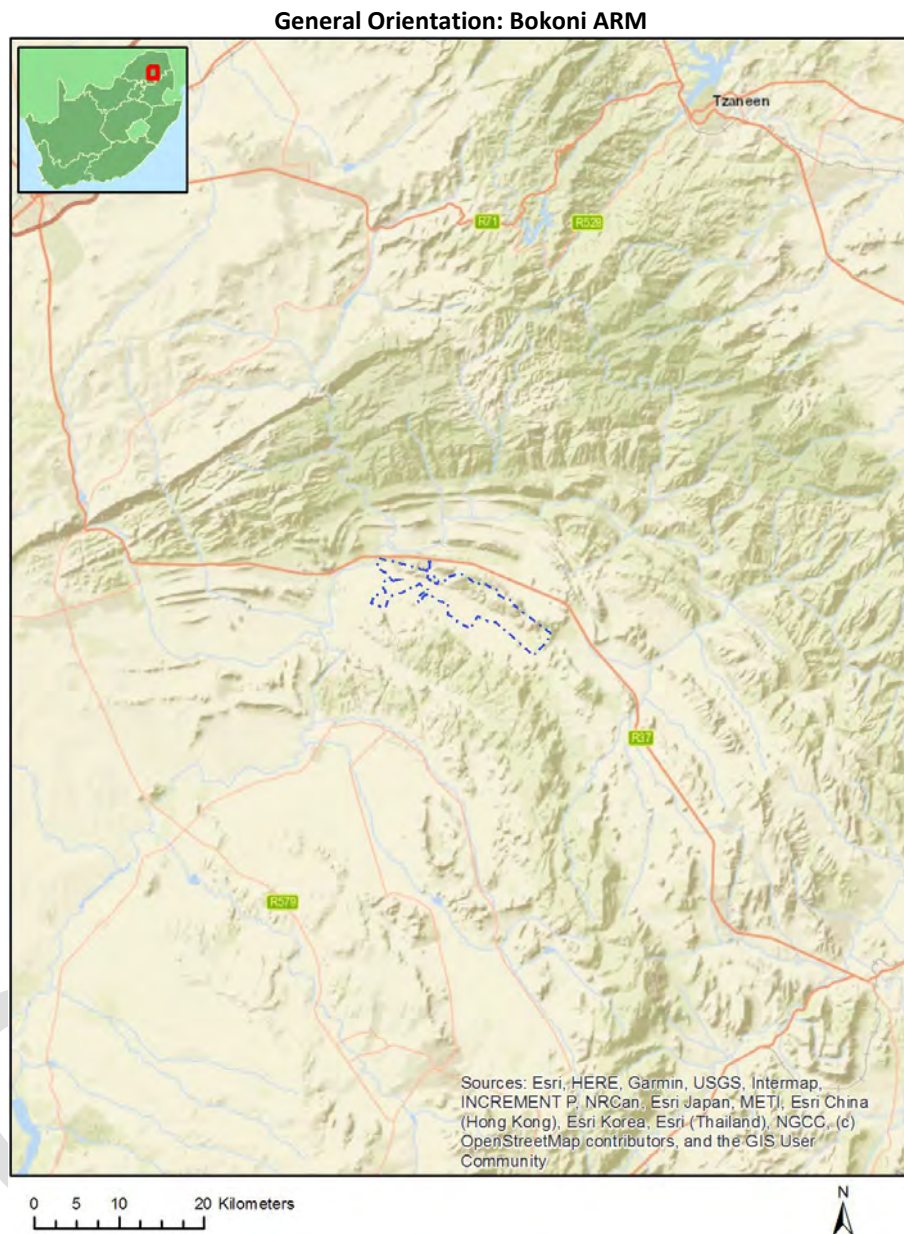 General Orientation: Bokoni ARM
Tzaneen
R71
R528
R37
R579
Sources: Esri, HERE, Garmin, USGS, Intermap,
INCREMENT P, NRCan, Esri Japan, METI, Esri China
(Hong Kong), Esri Korea, Esri (Thailand), NGCC, (c)
OpenStreetMap contributors, and the GIS User
Community
0 5 10 20 Kilometers
N